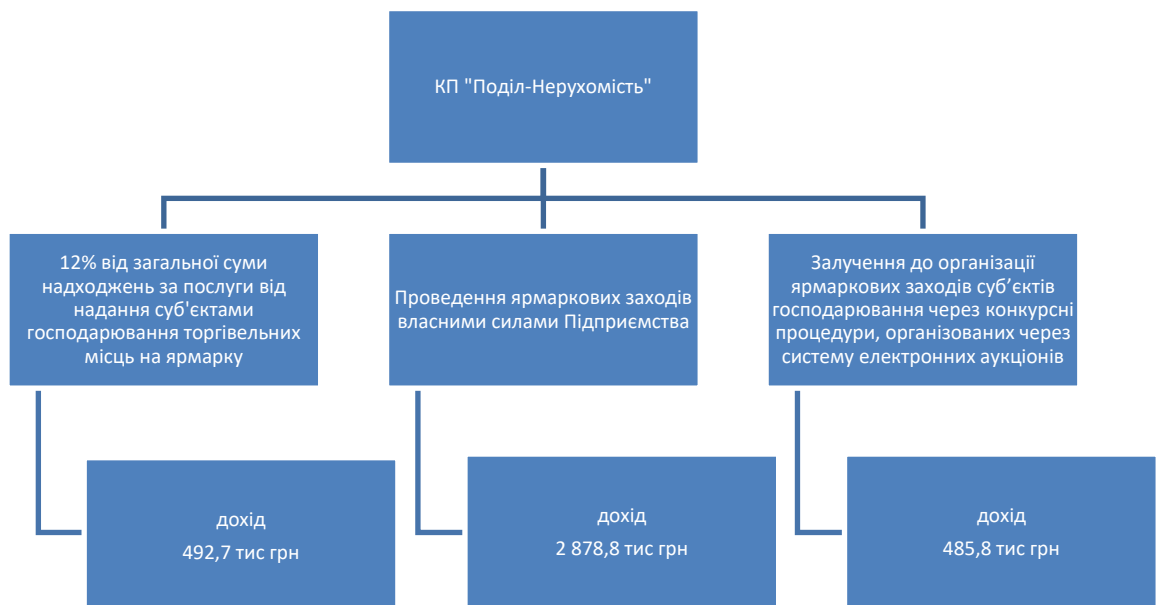 КП "Поділ-Нерухомість"
12% від загальної суми
надходжень за послуги від
надання суб'єктами
господарювання торгівельних
місць на ярмарку
Проведення ярмаркових заходів
власними силами Підприємства
Залучення до організації
ярмаркових заходів суб’єктів
господарювання через конкурсні
процедури, організованих через
систему електронних аукціонів
дохід
492,7 тис грн
дохід
2 878,8 тис грн
дохід
485,8 тис грн